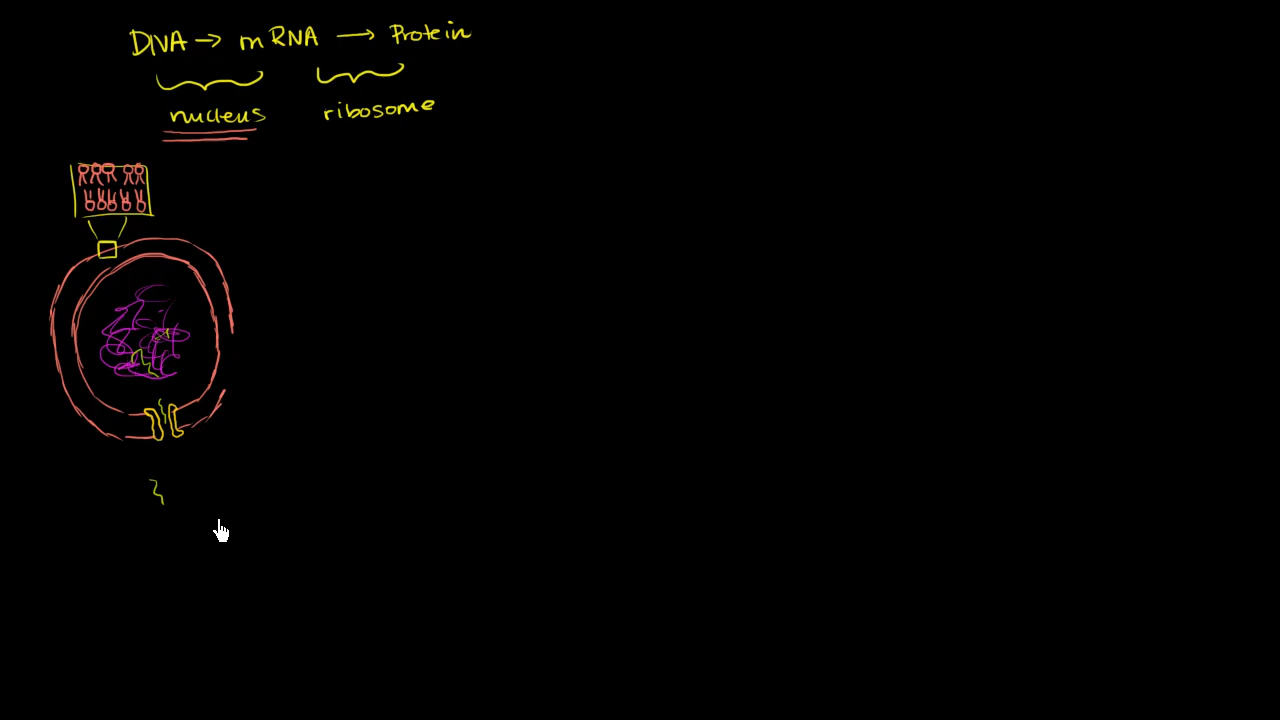 DNA → mRNA → Protein
nucleus ribosome